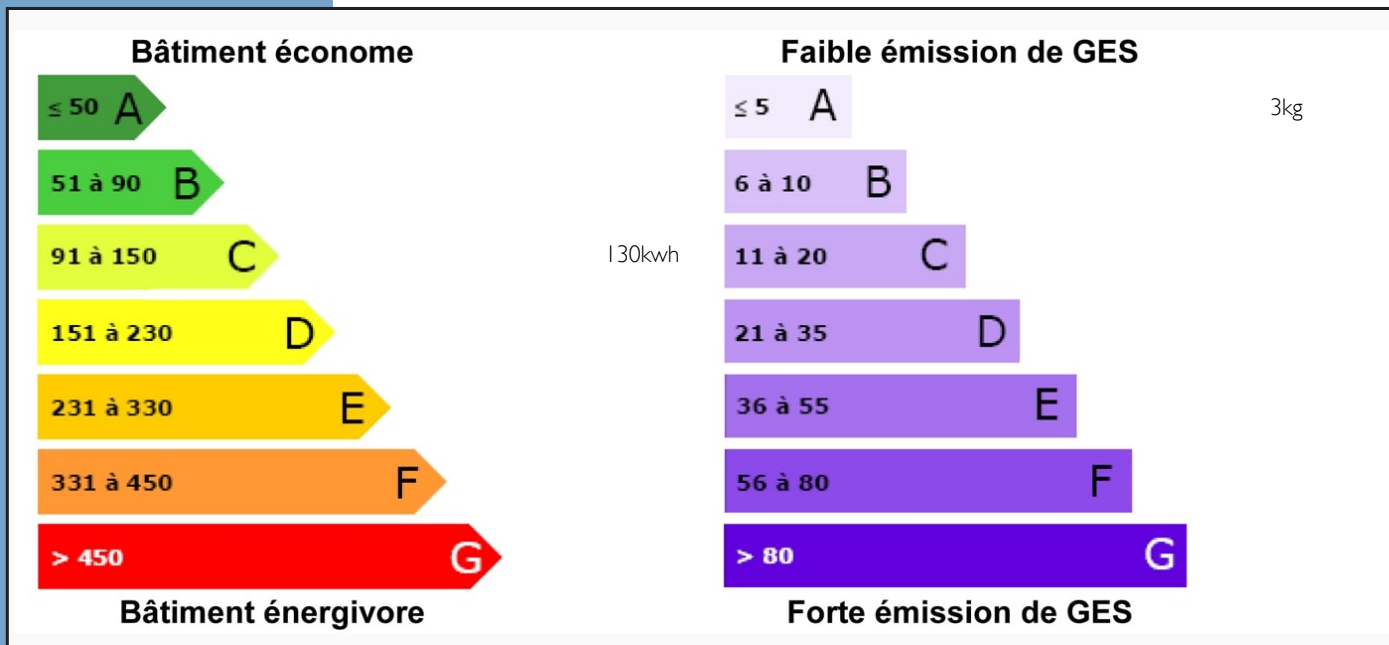 Bâtiment économe
≤ 50 A
51 à 90 B
91 à 150 C
130kwh
151 à 230 D
231 à 330 E
331 à 450 F
> 450 G
Bâtiment énergivore
Faible émission de GES
≤ 5 A
3kg
6 à 10 B
11 à 20 C
21 à 35 D
36 à 55 E
56 à 80 F
> 80 G
Forte émission de GES